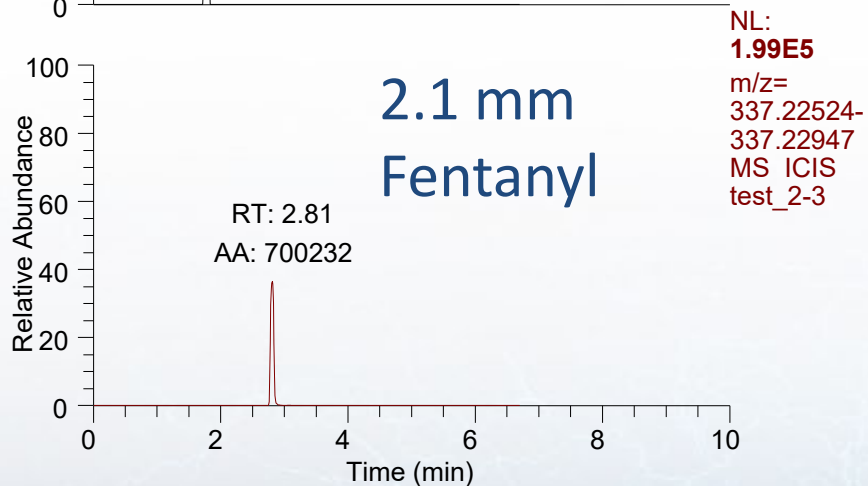 0
NL:
1.99E5
m/z=
337.22524-
337.22947
MS ICIS
test_2-3
100
80
60
40
20
0
Relative Abundance
2.1 mm
Fentanyl
RT: 2.81
AA: 700232
0 2 4 6 8 10
Time (min)